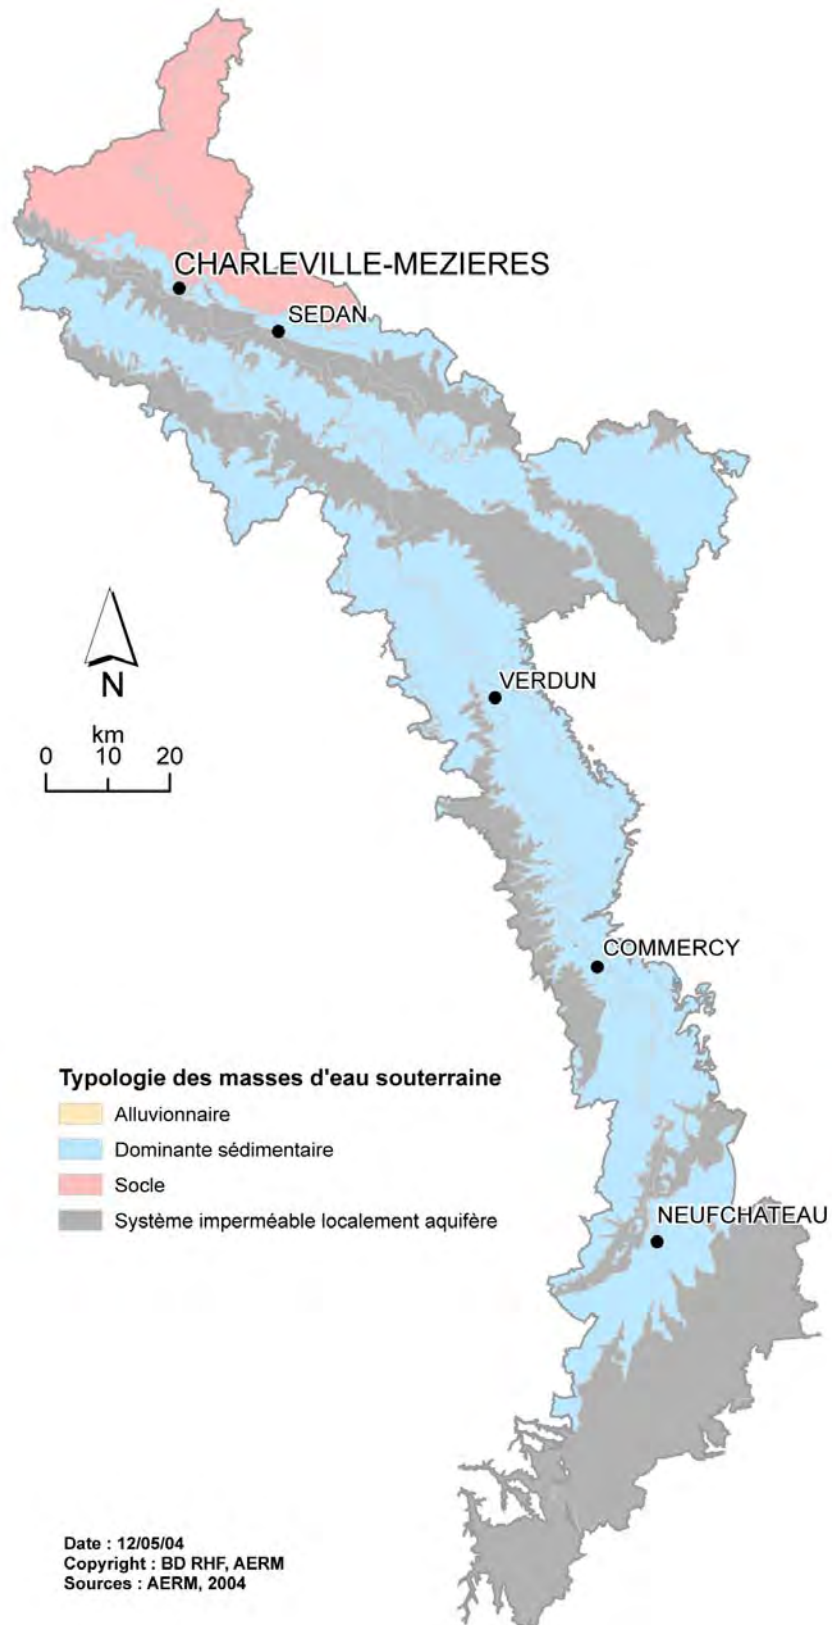 CHARLEVILLE-MEZIERES
SEDAN
N
km
0 10 20
VERDUN
COMMERCY
Typologie des masses d'eau souterraine
Alluvionnaire
Dominante sédimentaire
Socle
Système imperméable localement aquifère
NEUFCHATEAU
Date : 12/05/04
Copyright : BD RHF, AERM
Sources : AERM, 2004